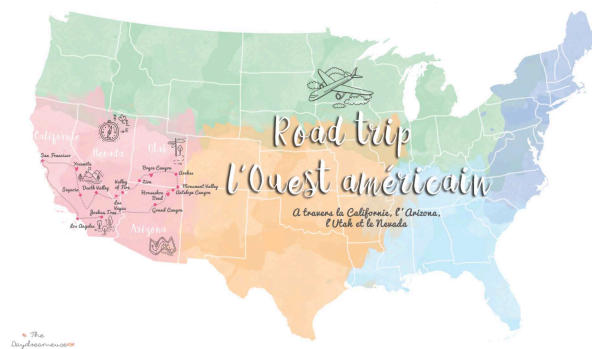 Road trip
l'Ouest américain
A travers la Californie, l'Arizona,
l'Utah et le Nevada
Californie
Nevada
Utah
Arizona
San Francisco
Yosemite
Sequoia
Death Valley
Los Angeles
Joshua Tree
Las
Vegas
Valley
of Fire
Zion
Bryce Canyon
Arches
Monument Valley
Antelope Canyon
Horseshoe
Bend
Grand Canyon
The
Daydreameuse